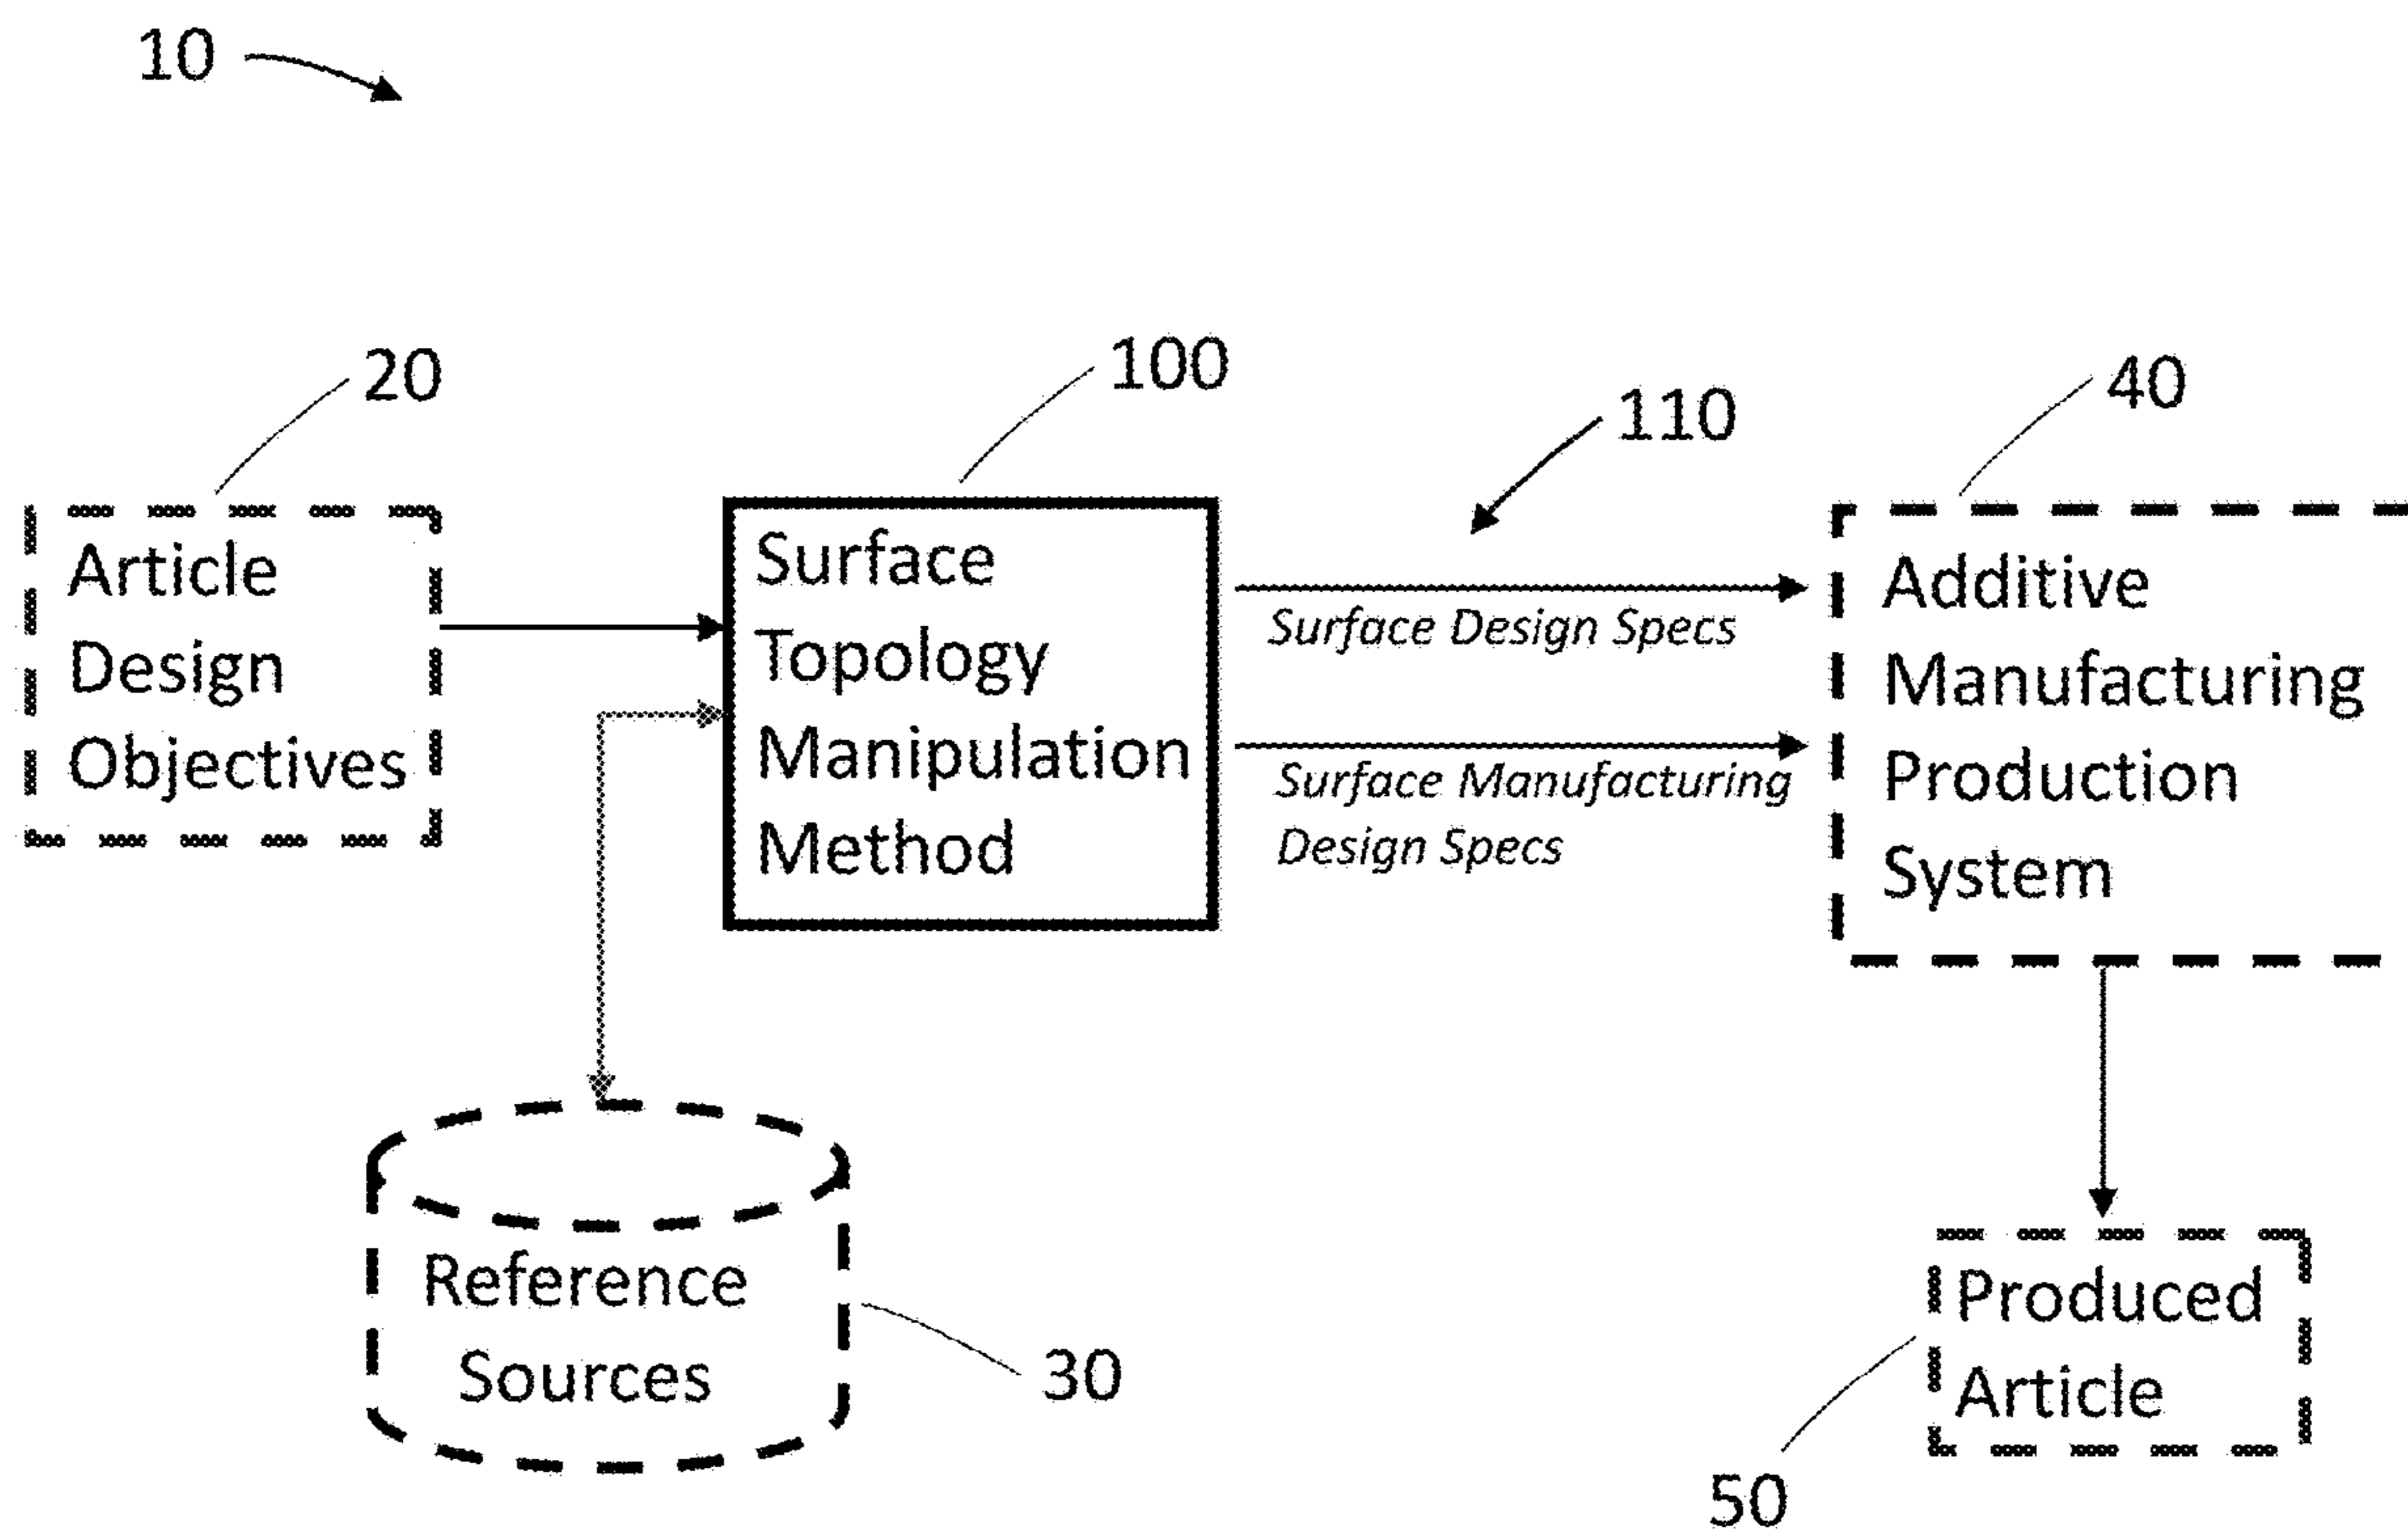 10
20
100
110
40
Article
Design
Objectives
Surface
Topology
Manipulation
Method
Surface Design Specs
Surface Manufacturing
Design Specs
Additive
Manufacturing
Production
System
Reference
Sources
30
Produced
Article
50